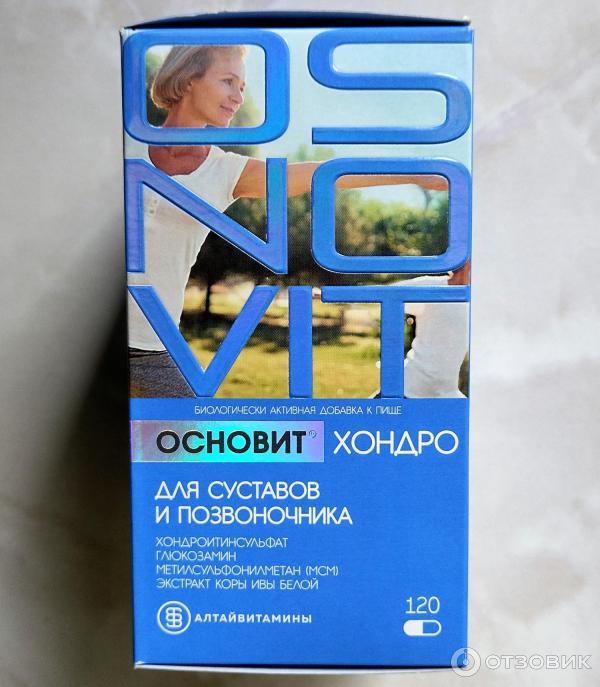 OS
NO
VIT
БИОЛОГИЧЕСКИ АКТИВНАЯ ДОБАВКА К ПИЩЕ
ОСНОВИТ® ХОНДРО
ДЛЯ СУСТАВОВ
И ПОЗВОНОЧНИКА
ХОНДРОИТИНСУЛЬФАТ
ГЛЮКОЗАМИН
МЕТИЛСУЛЬФОНИЛМЕТАН (МСМ)
ЭКСТРАКТ КОРЫ ИВЫ БЕЛОЙ
АЛТАЙВИТАМИНЫ
120
ОТЗОВИК